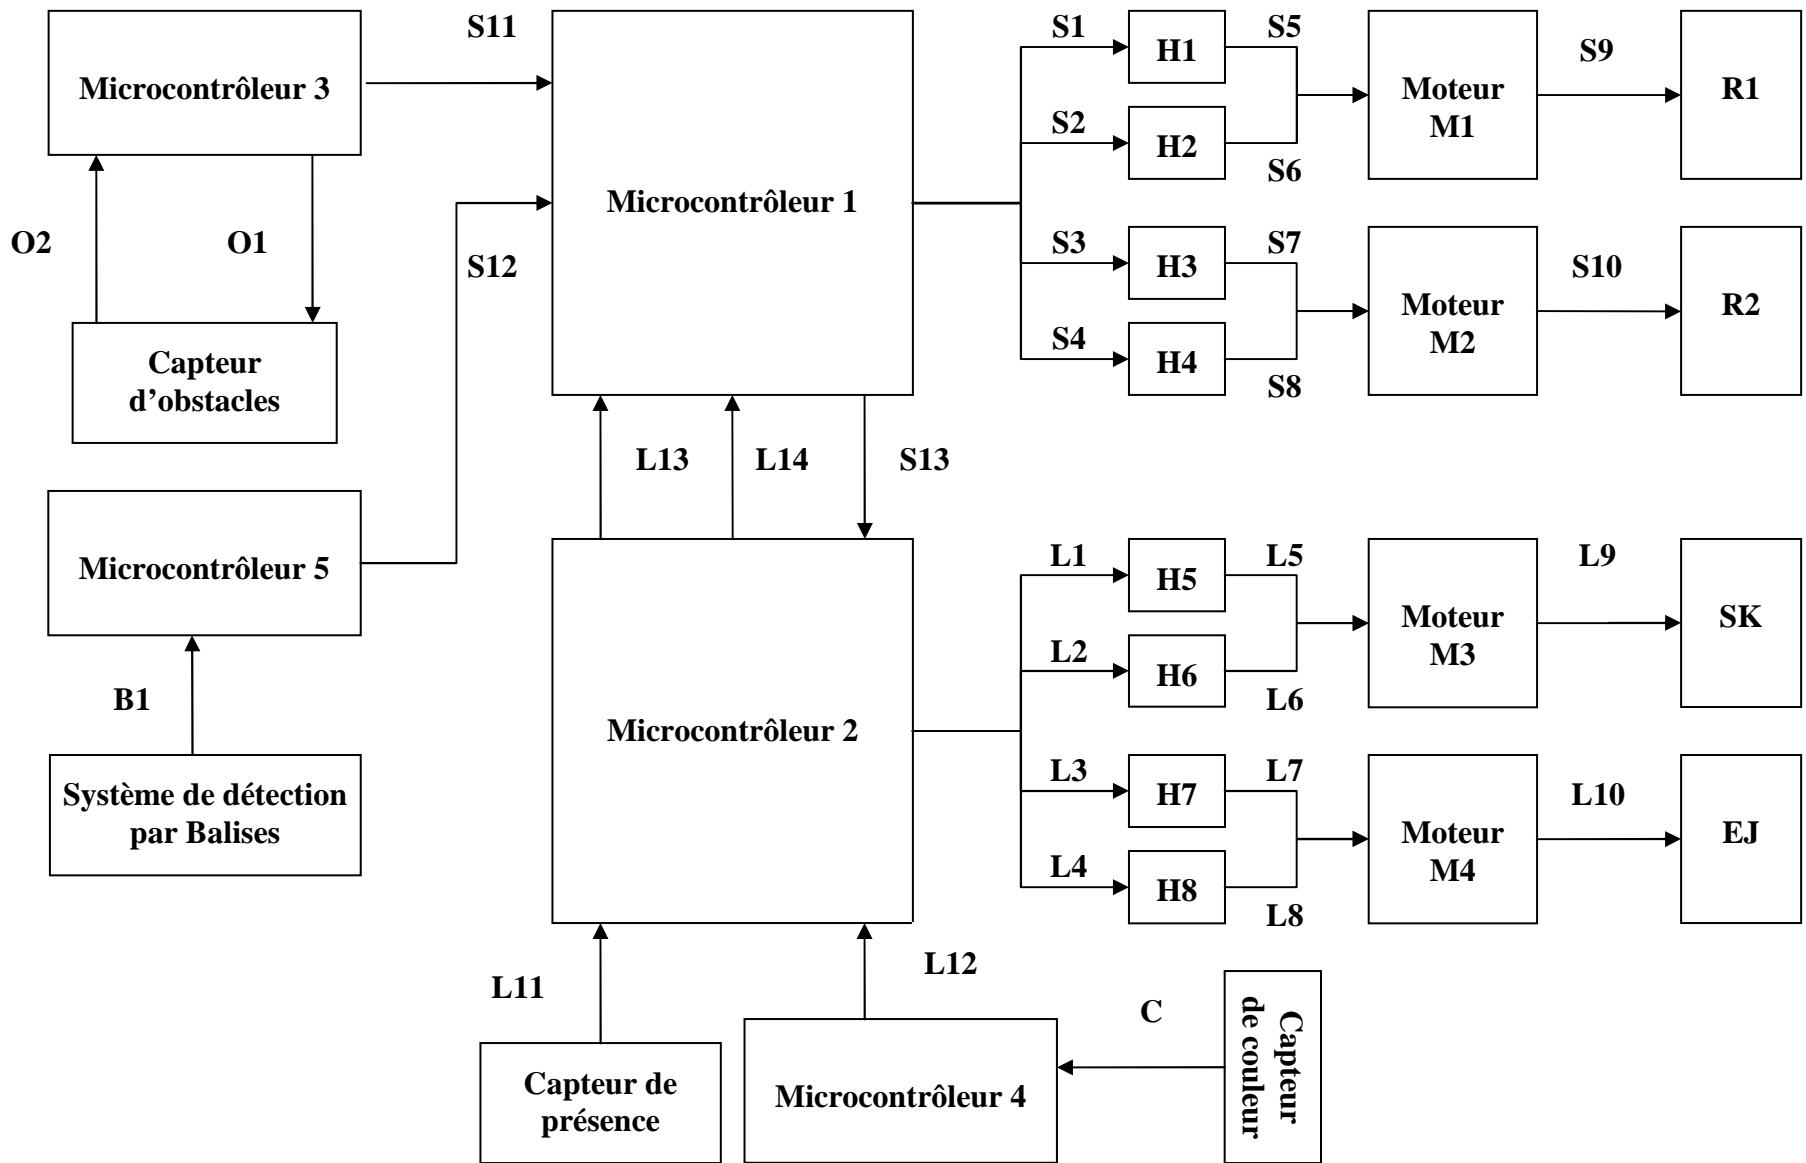 S11
S1
H1
S5
S9
Microcontrôleur 3
Moteur
M1
R1
S2
H2
S6
Microcontrôleur 1
O2
O1
S12
S3
H3
S7
S10
Moteur
M2
R2
S4
H4
S8
Capteur
d’obstacles
L13
L14
S13
Microcontrôleur 5
L1
H5
L5
L9
Moteur
M3
SK
L2
H6
L6
B1
Microcontrôleur 2
Système de détection
par Balises
L3
H7
L7
L10
Moteur
M4
EJ
L4
H8
L8
L11
L12
C
Capteur
de couleur
Capteur de
présence
Microcontrôleur 4